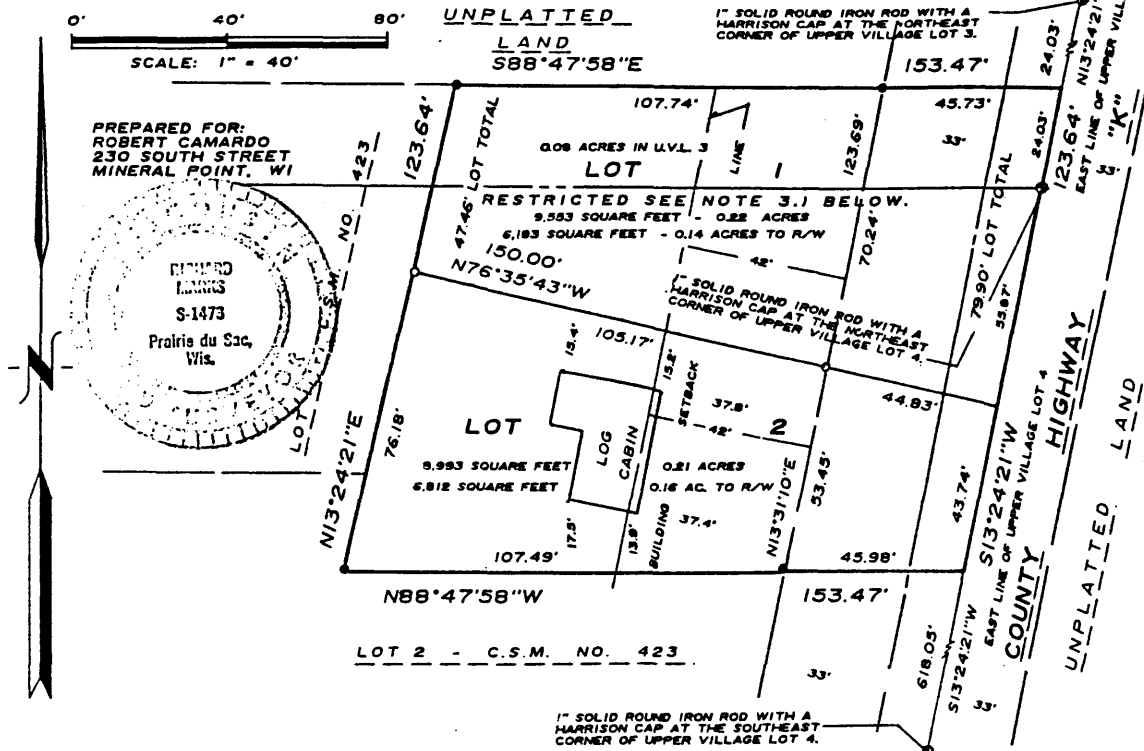 0' 40' 80'
SCALE: 1" = 40'
UNPLATTED
LAND
S88°47'58"E
1" SOLID ROUND IRON ROD WITH A
HARRISON CAP AT THE NORTHEAST
CORNER OF UPPER VILLAGE LOT 3.
153.47'
24.03'
N13°24'21"
EAST LINE OF UPPER VILL
"K"
33'
123.64'
24.03'
PREPARED FOR:
ROBERT CAMARDO
230 SOUTH STREET
MINERAL POINT, WI
RICHARD
MARKS
S-1473
Prairie du Sac,
Wis.
LOT
NO. 423
C.S.M.
123.64'
47.46' LOT TOTAL
107.74'
LINE
123.69'
45.73'
33'
0.08 ACRES IN U.V.L. 3
LOT 1
RESTRICTED SEE NOTE 3.1 BELOW.
9,583 SQUARE FEET - 0.22 ACRES
6,183 SQUARE FEET - 0.14 ACRES TO R/W
42'
70.24'
79.90' LOT TOTAL
55.87'
150.00'
N76°35'43"W
1" SOLID ROUND IRON ROD WITH A
HARRISON CAP AT THE NORTHEAST
CORNER OF UPPER VILLAGE LOT 4.
15.4'
105.17'
15.2'
SETBACK
37.8'
42'
44.83'
LOT 2
LOG
CABIN
8,993 SQUARE FEET 0.21 ACRES
6,812 SQUARE FEET 0.16 AC. TO R/W
76.18'
N13°24'21"E
17.5'
13.8'
BUILDING
37.4'
N13°31'10"E
53.45'
43.74'
S13°24'21"W
EAST LINE OF UPPER VILLAGE LOT 4
COUNTY HIGHWAY
UNPLATTED LAND
107.49'
45.98'
N88°47'58"W
153.47'
LOT 2 - C.S.M. NO. 423
33'
618.05'
S13°24'21"W
33'
1" SOLID ROUND IRON ROD WITH A
HARRISON CAP AT THE SOUTHEAST
CORNER OF UPPER VILLAGE LOT 4.
N